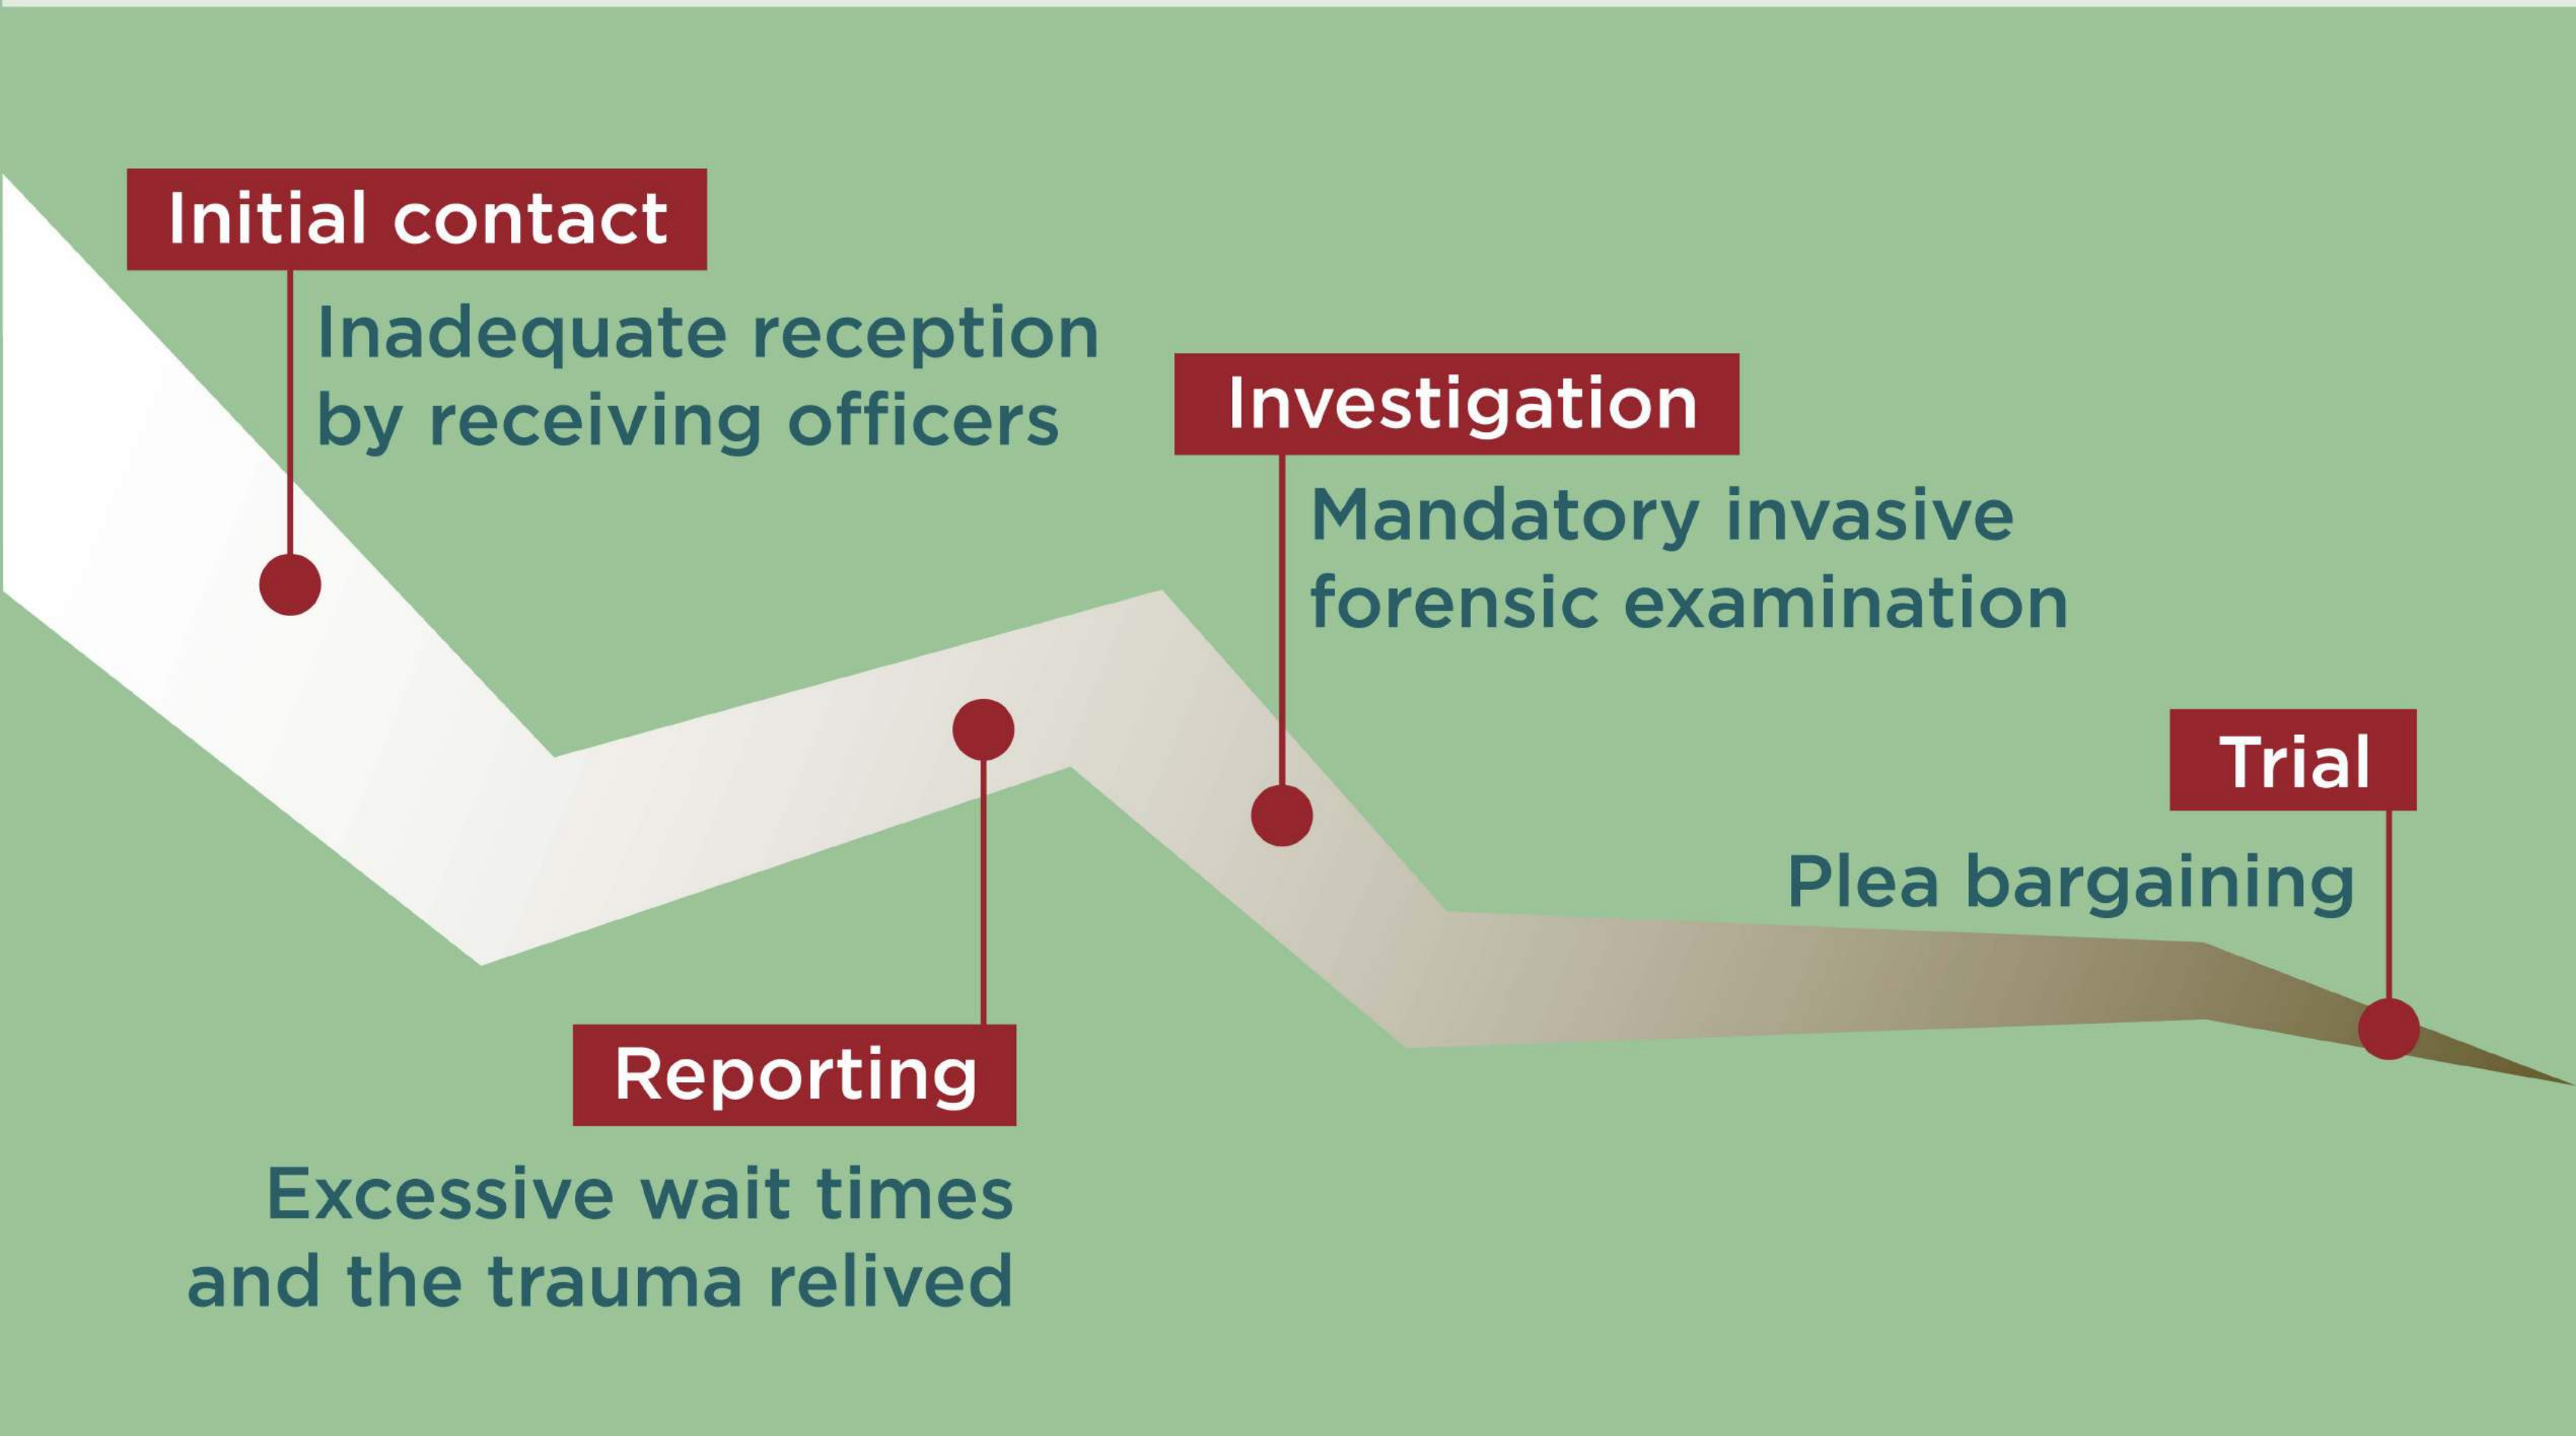 Initial contact
Inadequate reception
by receiving officers
Reporting
Excessive wait times
and the trauma relived
Investigation
Mandatory invasive
forensic examination
Trial
Plea bargaining